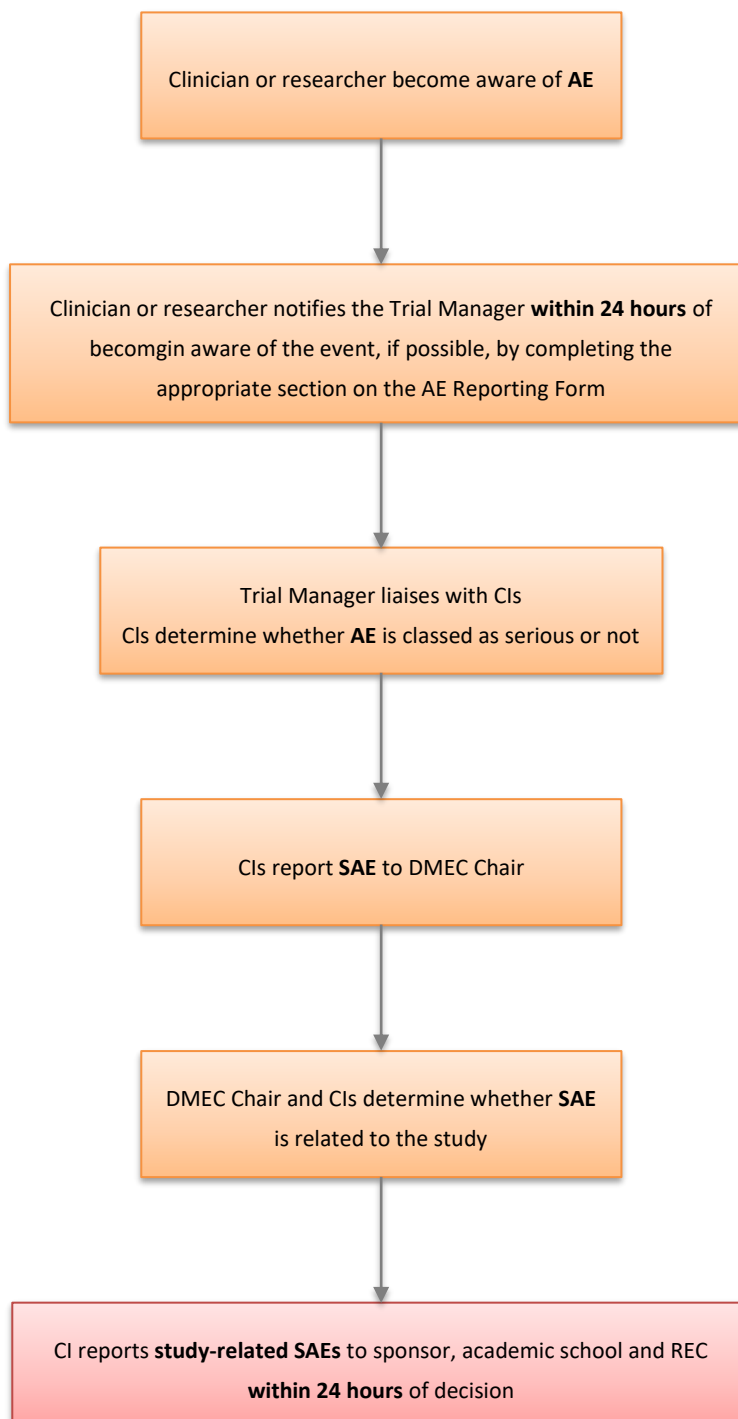 Clinician or researcher become aware of AE
Clinician or researcher notifies the Trial Manager within 24 hours of
becomgin aware of the event, if possible, by completing the
appropriate section on the AE Reporting Form
Trial Manager liaises with CIs
CIs determine whether AE is classed as serious or not
CIs report SAE to DMEC Chair
DMEC Chair and CIs determine whether SAE
is related to the study
CI reports study-related SAEs to sponsor, academic school and REC
within 24 hours of decision